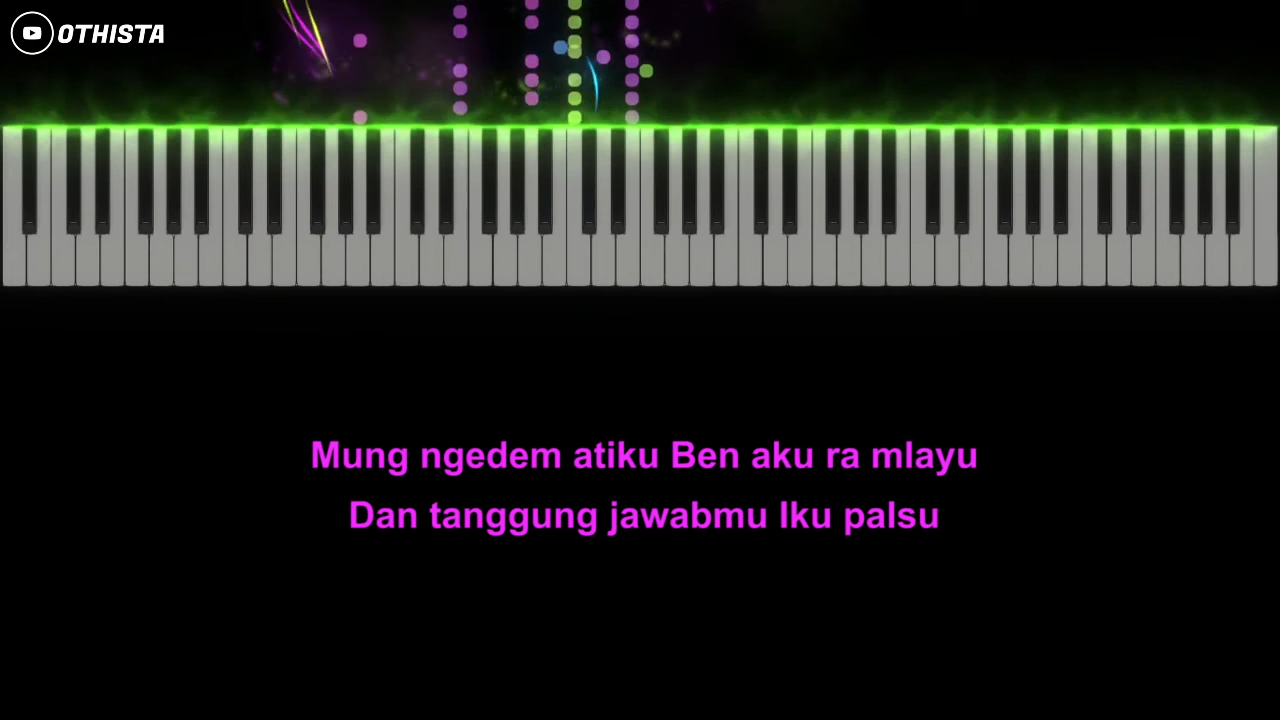 OTHISTA
Mung ngedem atiku Ben aku ra mlayu
Dan tanggung jawabmu Iku palsu